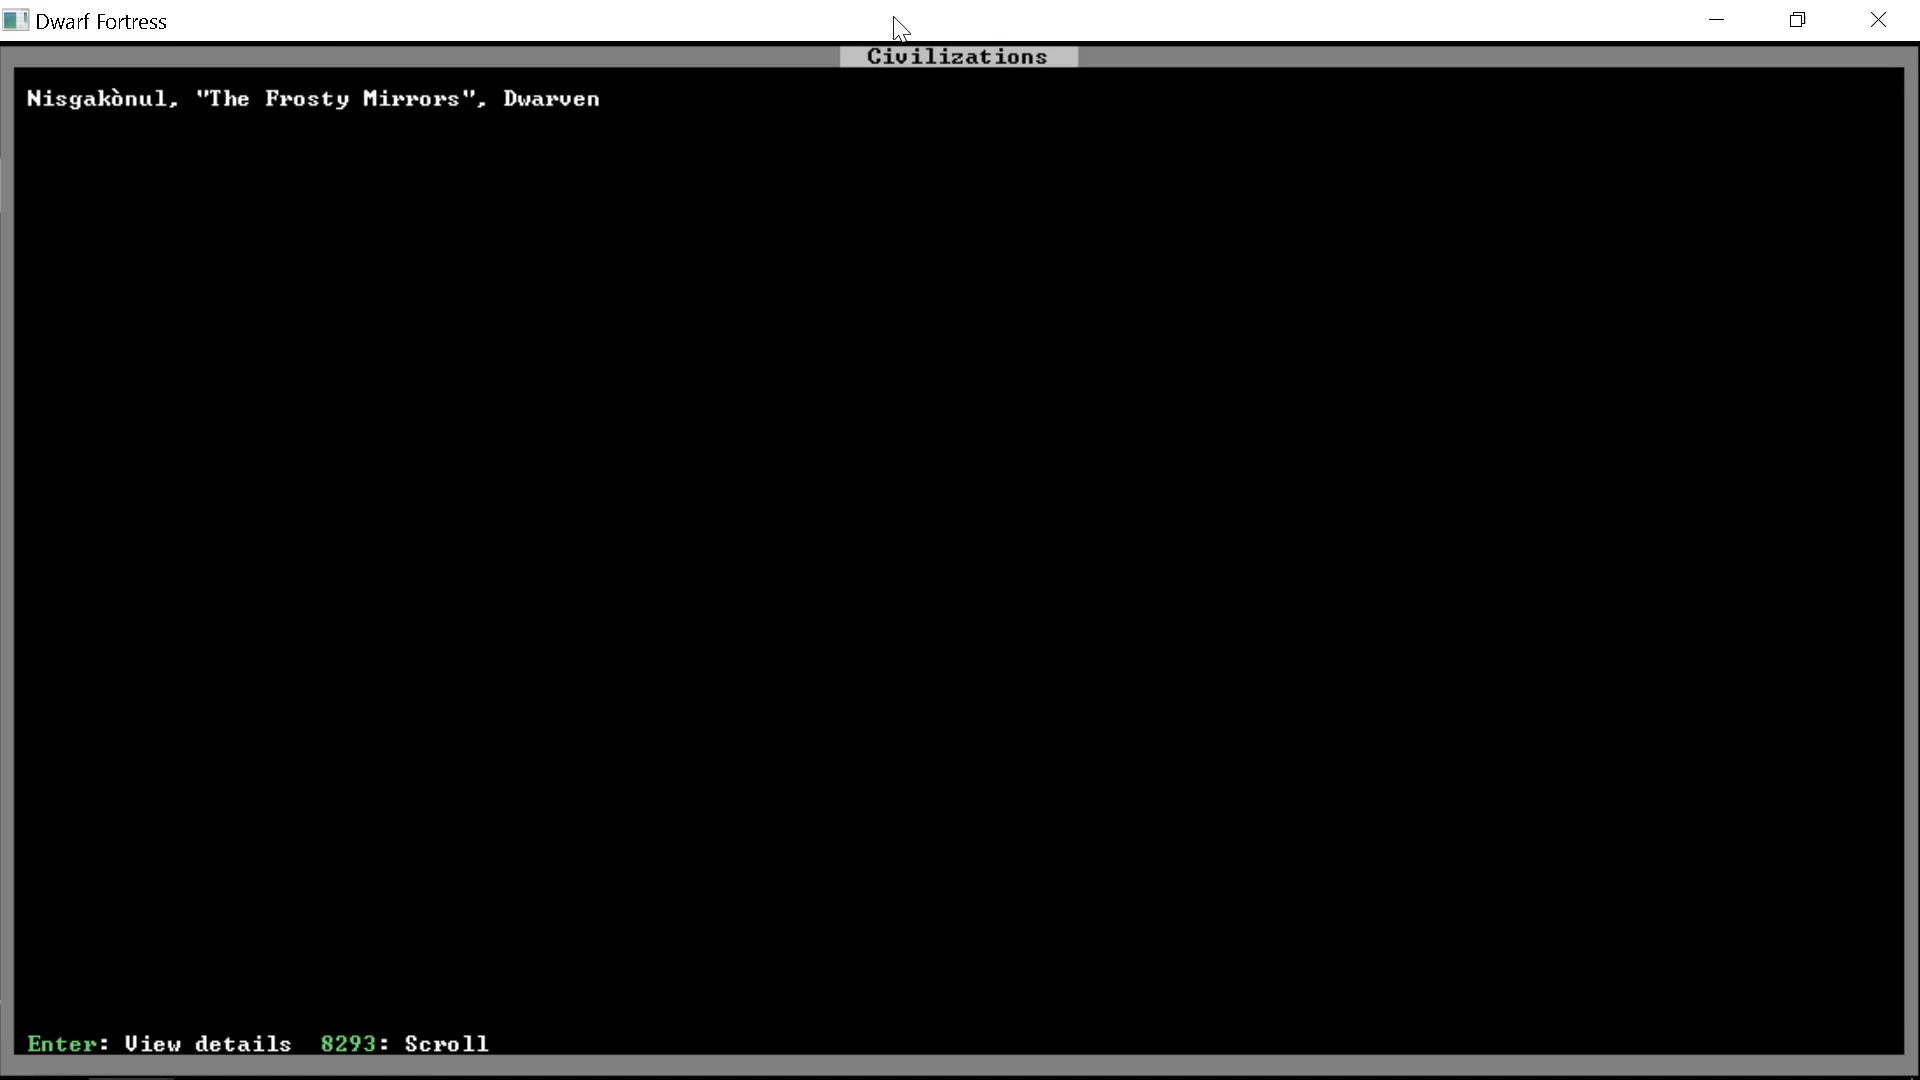 Dwarf Fortress
Civilizations
Nisgakònul, "The Frosty Mirrors", Dwarven
Enter: View details 8293: Scroll